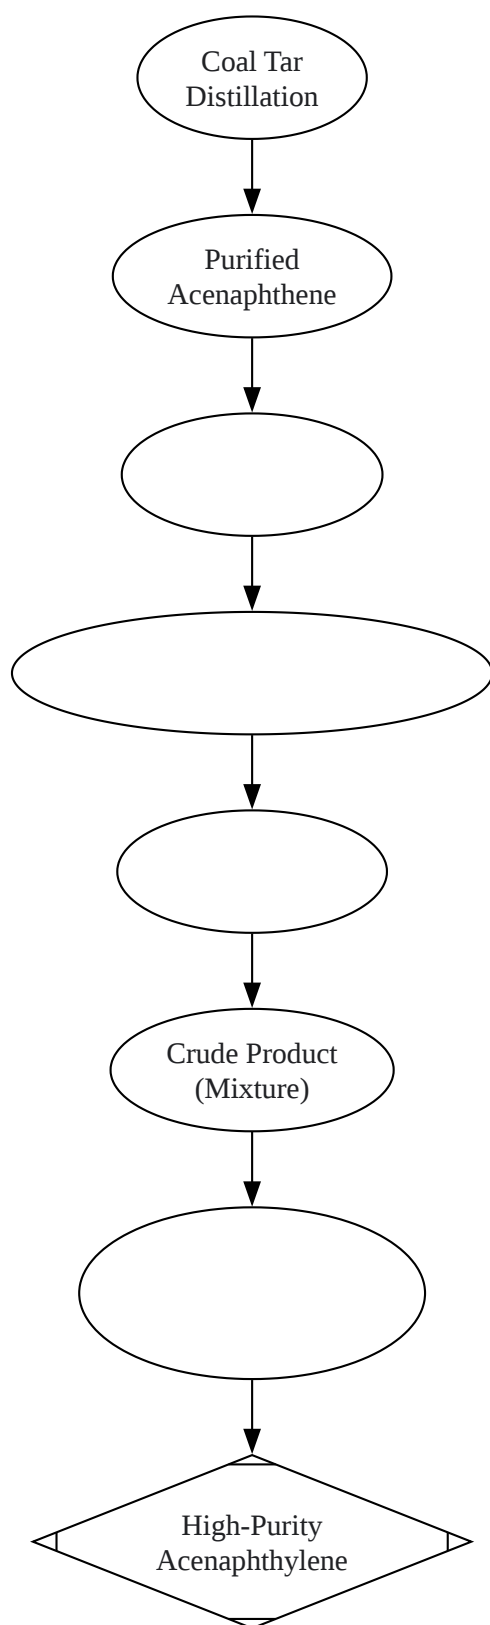 Coal Tar
Distillation
Purified
Acenaphthene
Crude Product
(Mixture)
High-Purity
Acenaphthylene